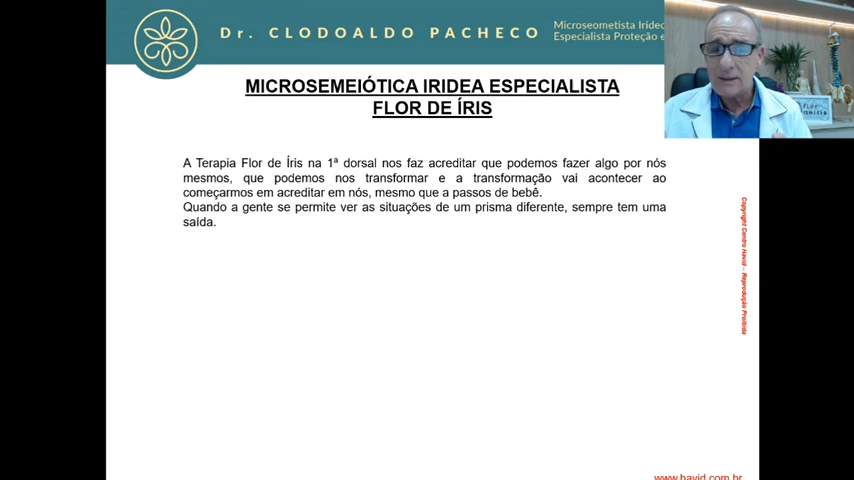 Dr. CLODOALDO PACHECO
Microseometista Iríde
Especialista Proteção e
MICROSEMEIÓTICA IRIDEA ESPECIALISTA
FLOR DE ÍRIS
A Terapia Flor de Íris na 1ª dorsal nos faz acreditar que podemos fazer algo por nós
mesmos, que podemos nos transformar e a transformação vai acontecer ao
começarmos em acreditar em nós, mesmo que a passos de bebê.
Quando a gente se permite ver as situações de um prisma diferente, sempre tem uma
saída.
Copyright Centro Havid – Reprodução Proibida
www.havid.com.br